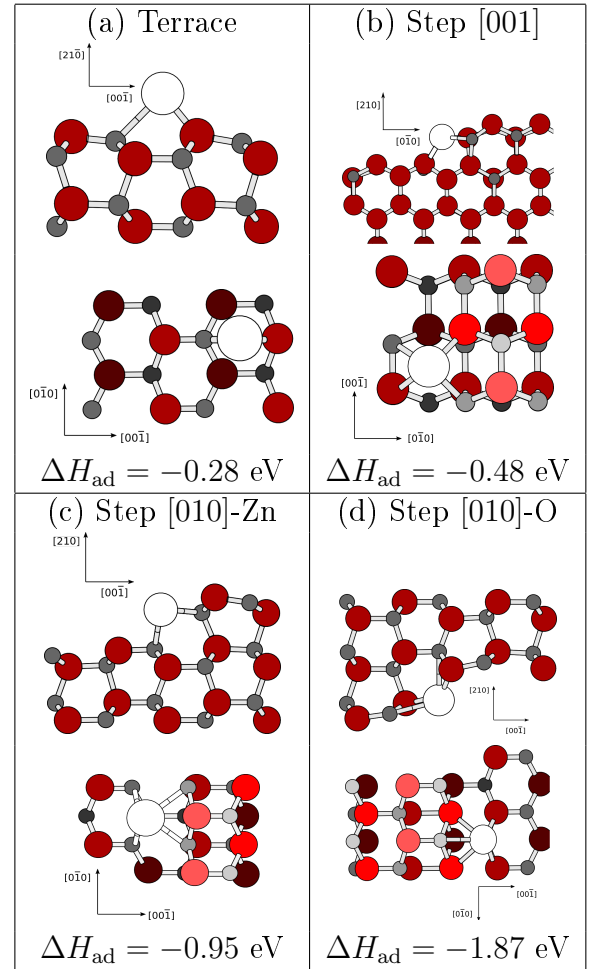 (a) Terrace
[21̄0]
[001̄]
[01̄0]
[001̄]
ΔH_ad = −0.28 eV
(b) Step [001]
[210]
[01̄0]
[001̄]
[01̄0]
ΔH_ad = −0.48 eV
(c) Step [010]-Zn
[210]
[001̄]
[01̄0]
[001̄]
ΔH_ad = −0.95 eV
(d) Step [010]-O
[210]
[001̄]
[001̄]
[01̄0]
ΔH_ad = −1.87 eV